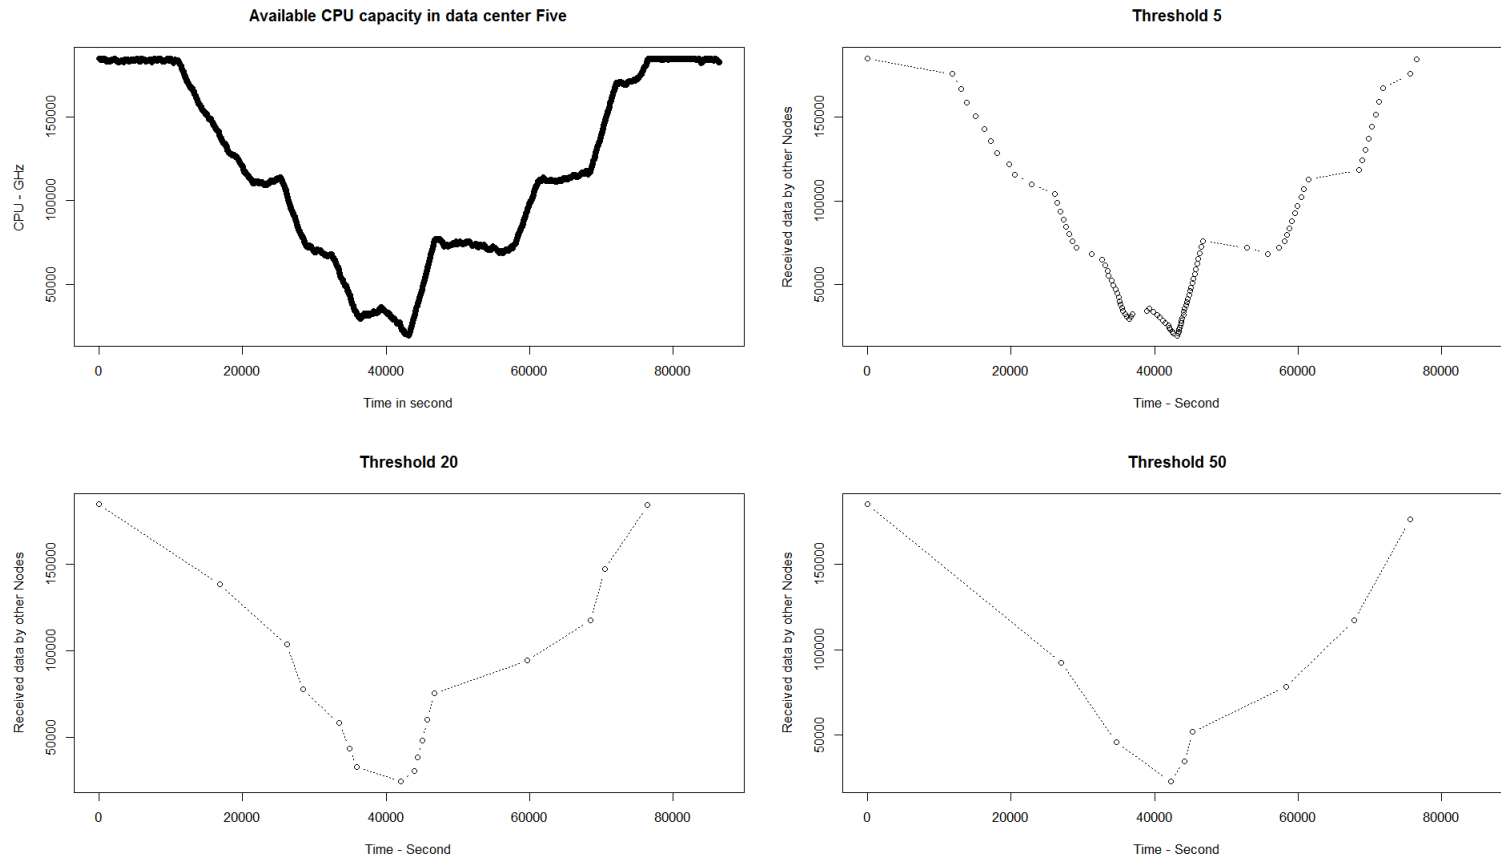 Available CPU capacity in data center Five
CPU - GHz
150000
100000
50000
0 20000 40000 60000 80000
Time in second
Threshold 5
Received data by other Nodes
150000
100000
50000
0 20000 40000 60000 80000
Time - Second
Threshold 20
Received data by other Nodes
150000
100000
50000
0 20000 40000 60000 80000
Time - Second
Threshold 50
Received data by other Nodes
150000
100000
50000
0 20000 40000 60000 80000
Time - Second